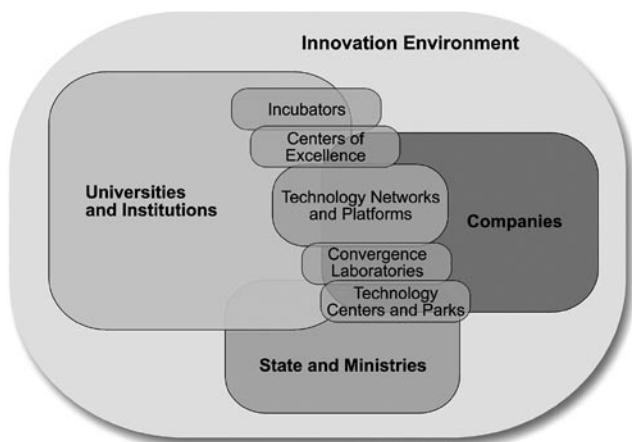 Innovation Environment
Incubators
Centers of
Excellence
Universities
and Institutions
Technology Networks
and Platforms
Companies
Convergence
Laboratories
Technology
Centers and Parks
State and Ministries